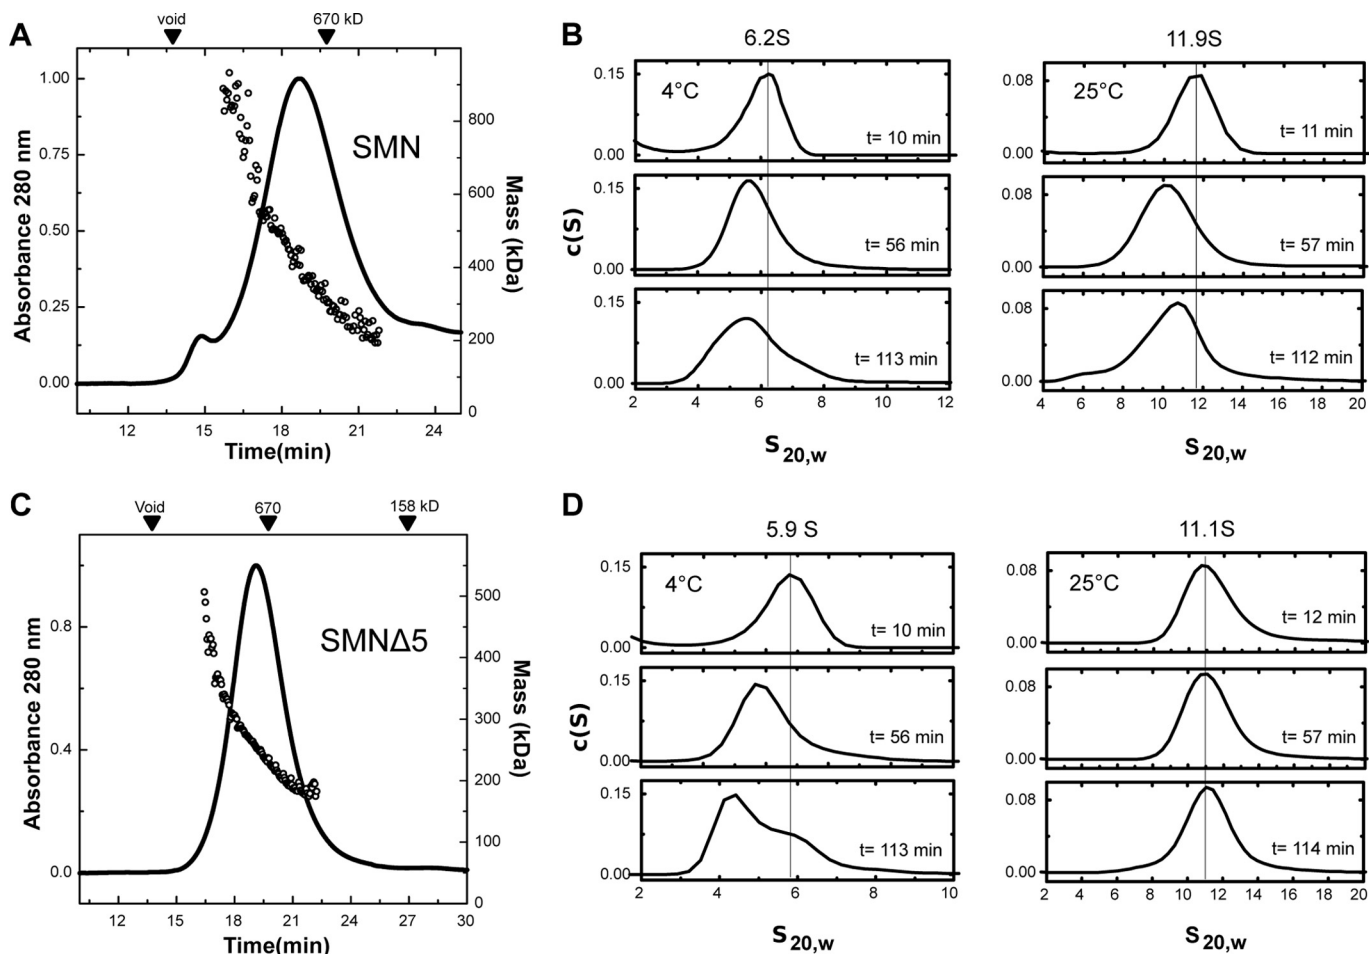 A
void
670 kD
1.00
0.75
0.50
0.25
0.00
Absorbance 280 nm
SMN
800
600
400
200
0
Mass (kDa)
12
15
18
21
24
Time(min)
B
6.2S
11.9S
0.15
0.00
4°C
t= 10 min
0.15
0.00
t= 56 min
0.15
0.00
t= 113 min
c(S)
2
4
6
8
10
12
S20,w
0.08
0.00
25°C
t= 11 min
0.08
0.00
t= 57 min
0.08
0.00
t= 112 min
4
6
8
10
12
14
16
18
20
S20,w
C
Void
670
158 kD
0.8
0.4
0.0
Absorbance 280 nm
SMNΔ5
500
400
300
200
100
0
Mass (kDa)
12
15
18
21
24
27
30
Time(min)
D
5.9 S
11.1S
0.15
0.00
4°C
t= 10 min
0.15
0.00
t= 56 min
0.15
0.00
t= 113 min
c(S)
2
4
6
8
10
S20,w
0.08
0.00
25°C
t= 12 min
0.08
0.00
t= 57 min
0.08
0.00
t= 114 min
2
4
6
8
10
12
14
16
18
20
S20,w